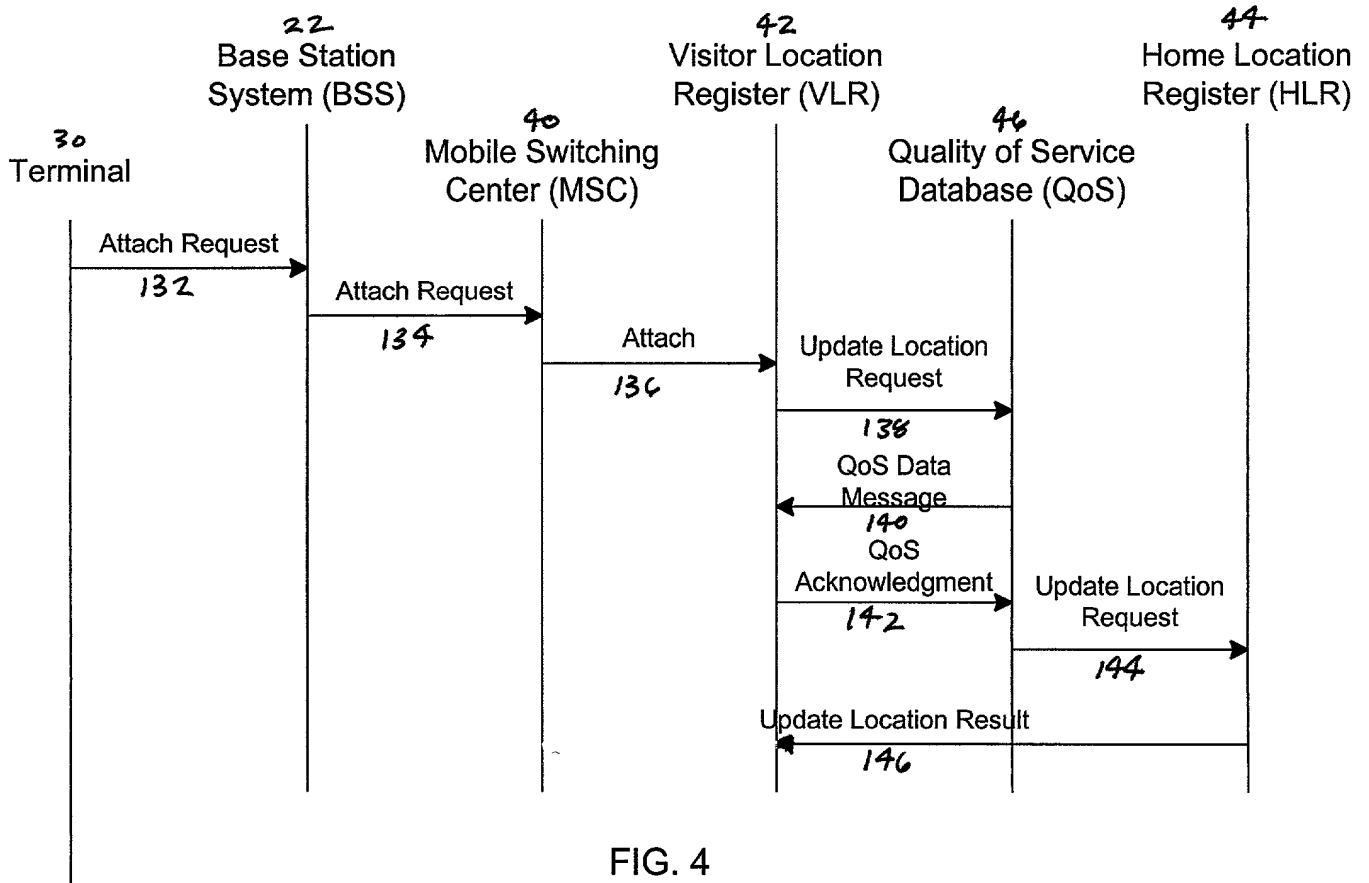 22
Base Station
System (BSS)
42
Visitor Location
Register (VLR)
44
Home Location
Register (HLR)
30
Terminal
40
Mobile Switching
Center (MSC)
46
Quality of Service
Database (QoS)
Attach Request
132
Attach Request
134
Attach
136
Update Location
Request
138
QoS Data
Message
140
QoS
Acknowledgment
142
Update Location
Request
144
Update Location Result
146
FIG. 4